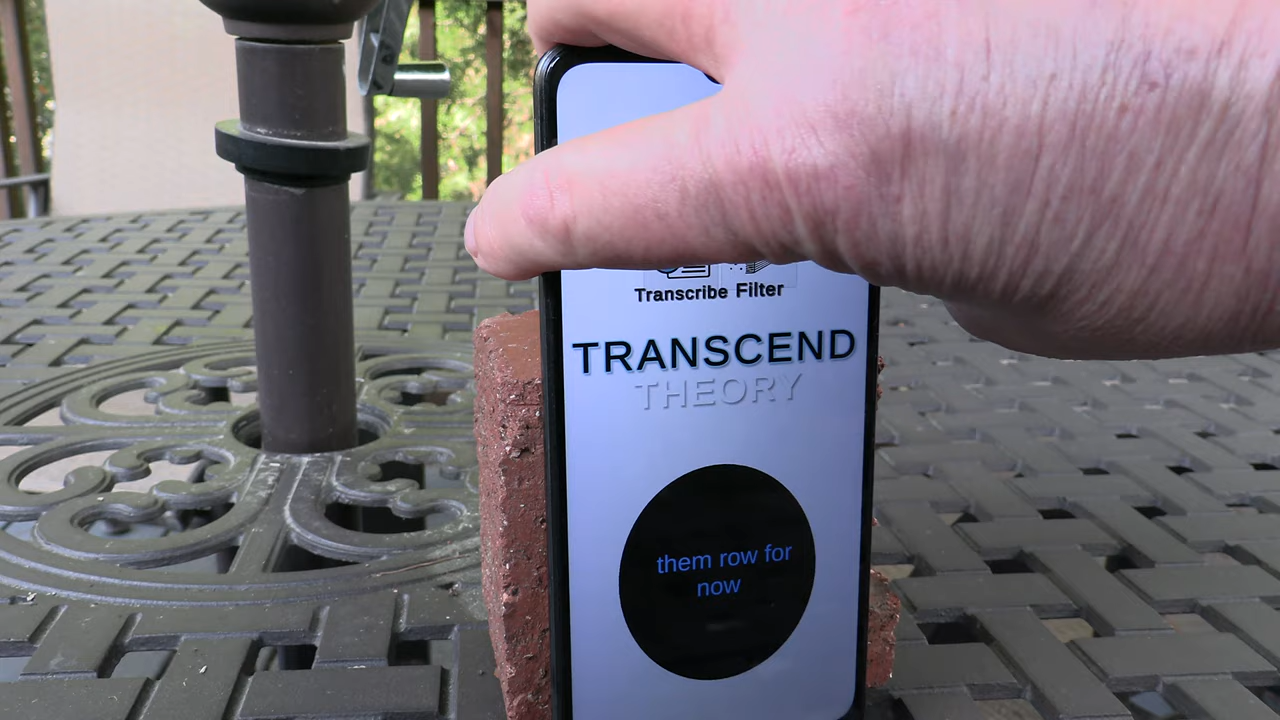 Transcribe Filter
TRANSCEND
THEORY
them row for
now